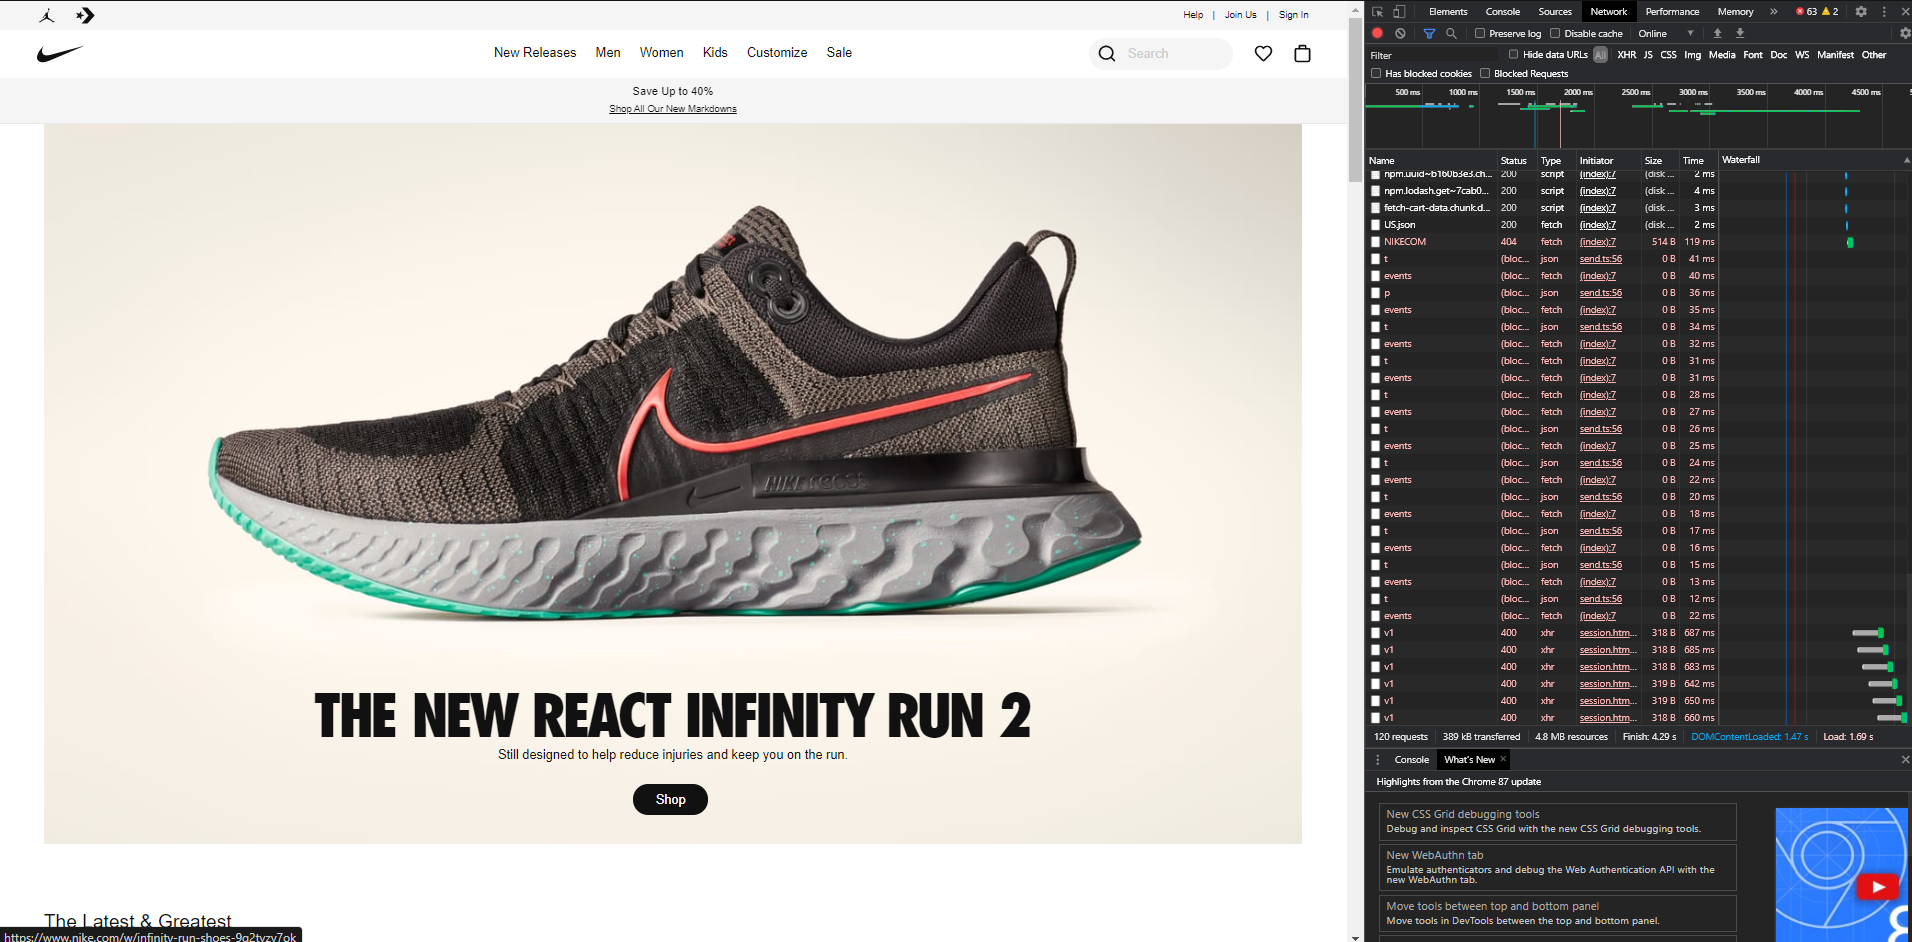 Help | Join Us | Sign In
New Releases Men Women Kids Customize Sale
Search
Save Up to 40%
Shop All Our New Markdowns
NIKE react
THE NEW REACT INFINITY RUN 2
Still designed to help reduce injuries and keep you on the run.
Shop
The Latest & Greatest
https://www.nike.com/w/infinity-run-shoes-9q2tyzy7ok
Elements Console Sources Network Performance Memory » 63 2
Preserve log Disable cache Online
Filter Hide data URLs All XHR JS CSS Img Media Font Doc WS Manifest Other
Has blocked cookies Blocked Requests
500 ms 1000 ms 1500 ms 2000 ms 2500 ms 3000 ms 3500 ms 4000 ms 4500 ms
Name Status Type Initiator Size Time Waterfall
npm.uuid~b160b3e3.ch... 200 script (index):7 (disk ... 2 ms
npm.lodash.get~7cab0... 200 script (index):7 (disk ... 4 ms
fetch-cart-data.chunk.d... 200 script (index):7 (disk ... 3 ms
US.json 200 fetch (index):7 (disk ... 2 ms
NIKECOM 404 fetch (index):7 514 B 119 ms
t (bloc... json send.ts:56 0 B 41 ms
events (bloc... fetch (index):7 0 B 40 ms
p (bloc... json send.ts:56 0 B 36 ms
events (bloc... fetch (index):7 0 B 35 ms
t (bloc... json send.ts:56 0 B 34 ms
events (bloc... fetch (index):7 0 B 32 ms
t (bloc... fetch (index):7 0 B 31 ms
events (bloc... fetch (index):7 0 B 31 ms
t (bloc... fetch (index):7 0 B 28 ms
events (bloc... fetch (index):7 0 B 27 ms
t (bloc... json send.ts:56 0 B 26 ms
events (bloc... fetch (index):7 0 B 25 ms
t (bloc... json send.ts:56 0 B 24 ms
events (bloc... fetch (index):7 0 B 22 ms
t (bloc... json send.ts:56 0 B 20 ms
events (bloc... fetch (index):7 0 B 18 ms
t (bloc... json send.ts:56 0 B 17 ms
events (bloc... fetch (index):7 0 B 16 ms
t (bloc... json send.ts:56 0 B 15 ms
events (bloc... fetch (index):7 0 B 13 ms
t (bloc... json send.ts:56 0 B 12 ms
events (bloc... fetch (index):7 0 B 22 ms
v1 400 xhr session.htm... 318 B 687 ms
v1 400 xhr session.htm... 318 B 685 ms
v1 400 xhr session.htm... 318 B 683 ms
v1 400 xhr session.htm... 319 B 642 ms
v1 400 xhr session.htm... 319 B 650 ms
v1 400 xhr session.htm... 318 B 660 ms
120 requests 389 kB transferred 4.8 MB resources Finish: 4.29 s DOMContentLoaded: 1.47 s Load: 1.69 s
Console What's New ×
Highlights from the Chrome 87 update
New CSS Grid debugging tools
Debug and inspect CSS Grid with the new CSS Grid debugging tools.
New WebAuthn tab
Emulate authenticators and debug the Web Authentication API with the
new WebAuthn tab.
Move tools between top and bottom panel
Move tools in DevTools between the top and bottom panel.